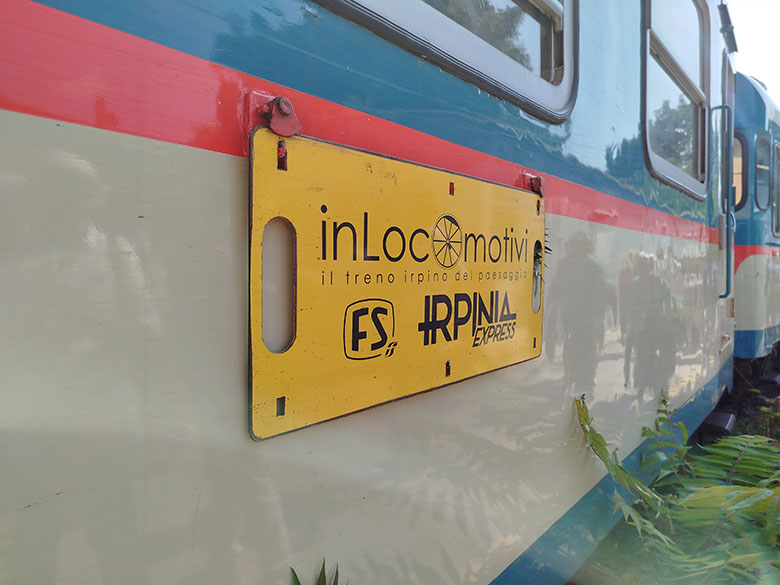 inLocomotivi
il treno irpino del paesaggio
FS IRPINIA
EXPRESS